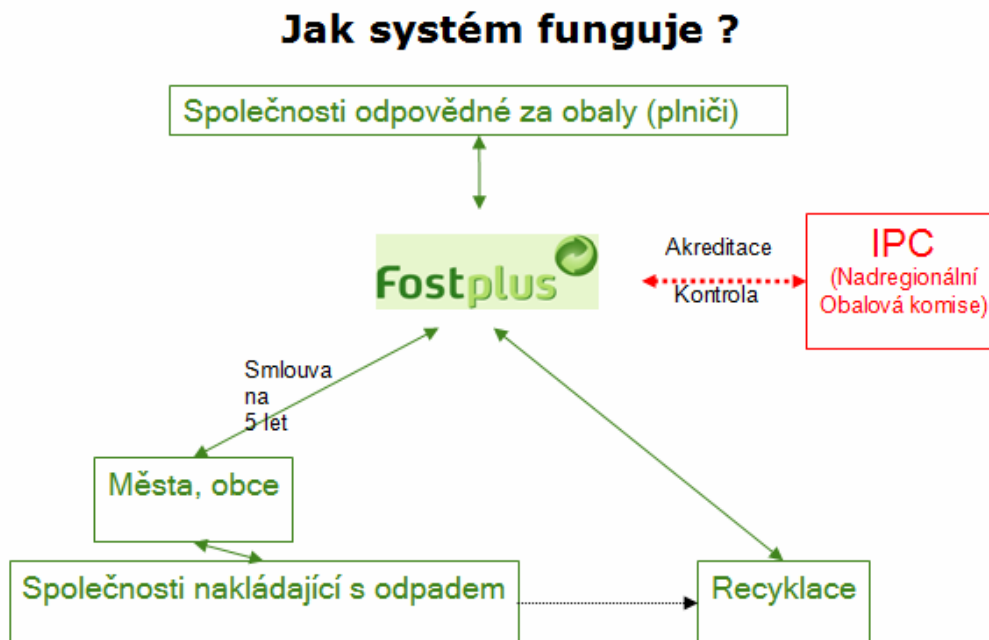 Jak systém funguje ?
Společnosti odpovědné za obaly (plniči)
Fostplus
Akreditace
Kontrola
IPC
(Nadregionální
Obalová komise)
Smlouva
na
5 let
Města, obce
Společnosti nakládající s odpadem
Recyklace